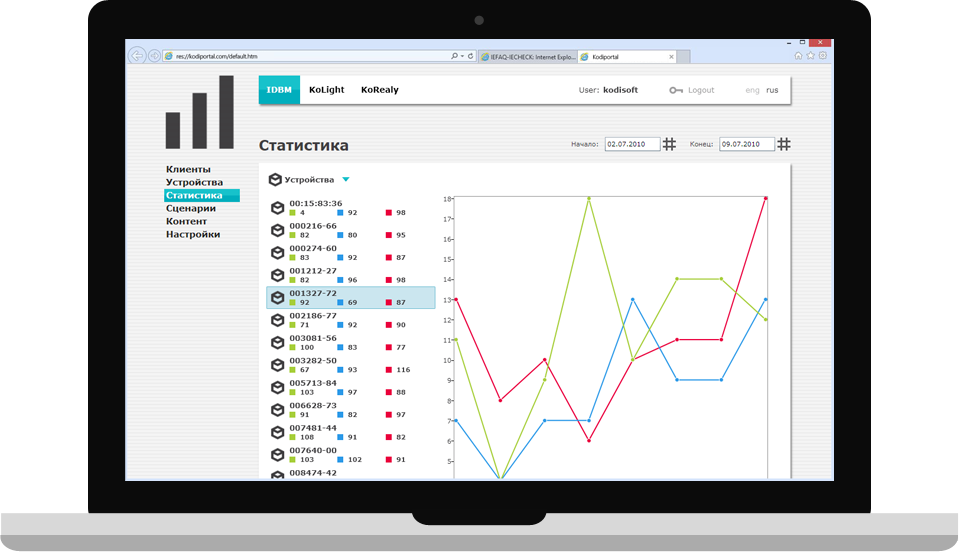 res://kodiportal.com/default.htm
IEFAQ-IECHECK: Internet Explo...
Kodiportal
IDBM KoLight KoRealy
User: kodisoft
Logout
eng rus
Статистика
Начало: 02.07.2010
Конец: 09.07.2010
Клиенты
Устройства
Статистика
Сценарии
Контент
Настройки
Устройства
00:15:83:36
4 92 98
000216-66
82 80 95
000274-60
83 92 87
001212-27
82 96 98
001327-72
92 69 87
002186-77
71 92 90
003081-56
100 83 77
003282-50
67 93 116
005713-84
103 97 88
006628-73
91 82 97
007481-44
108 91 82
007640-00
103 102 91
008474-42
18
17
16
15
14
13
12
11
10
9
8
7
6
5